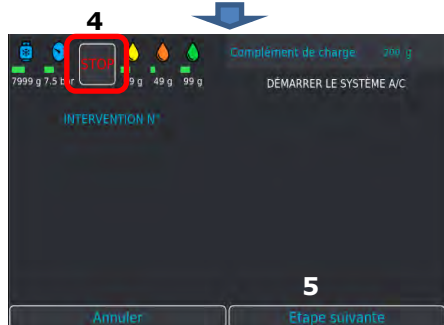 4
STOP
Complément de charge 200 g
7999 g 7.5 bar 9 g 49 g 99 g
DÉMARRER LE SYSTÈME A/C
INTERVENTION N°
5
Annuler Etape suivante